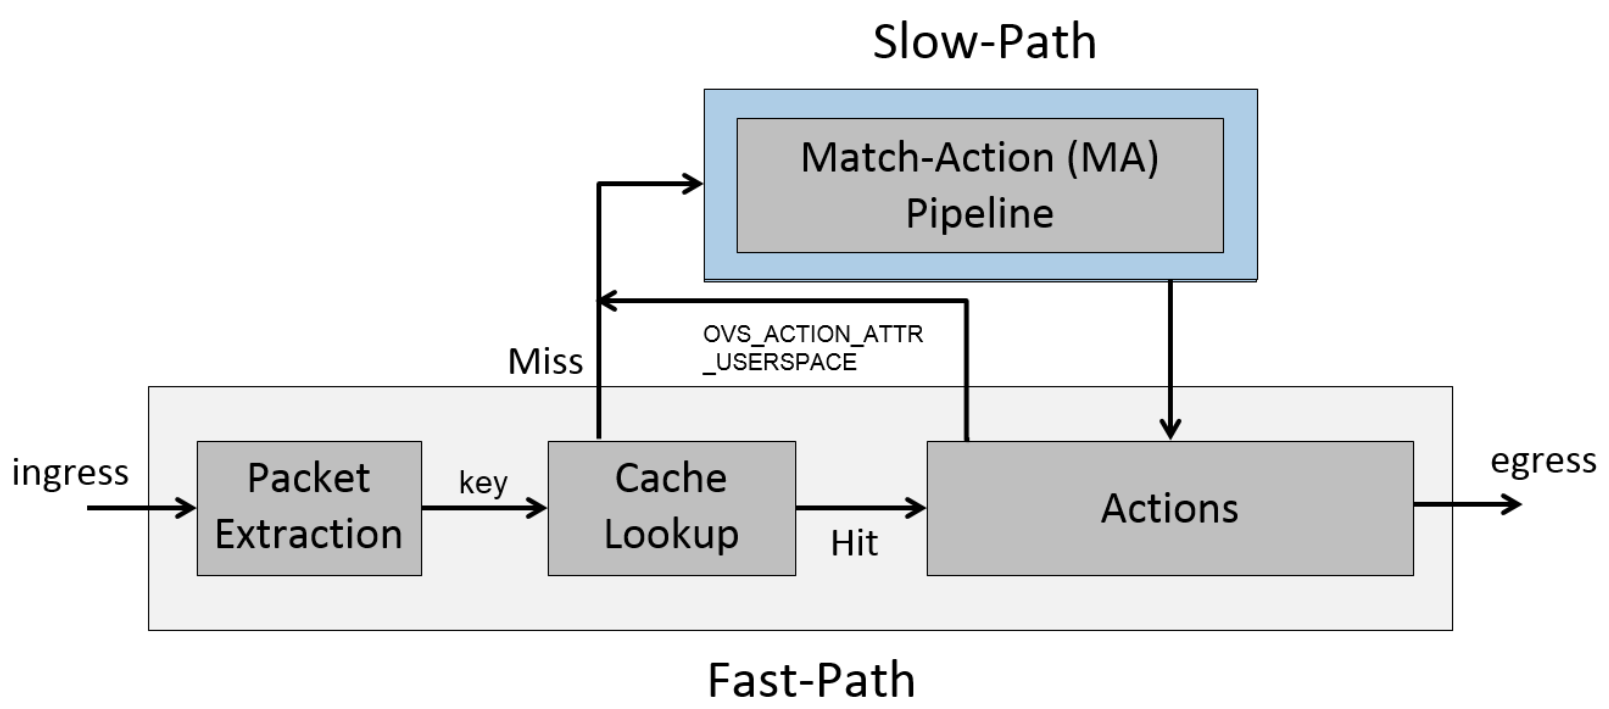 Slow-Path
Match-Action (MA)
Pipeline
OVS_ACTION_ATTR
_USERSPACE
Miss
ingress
Packet
Extraction
key
Cache
Lookup
Hit
Actions
egress
Fast-Path